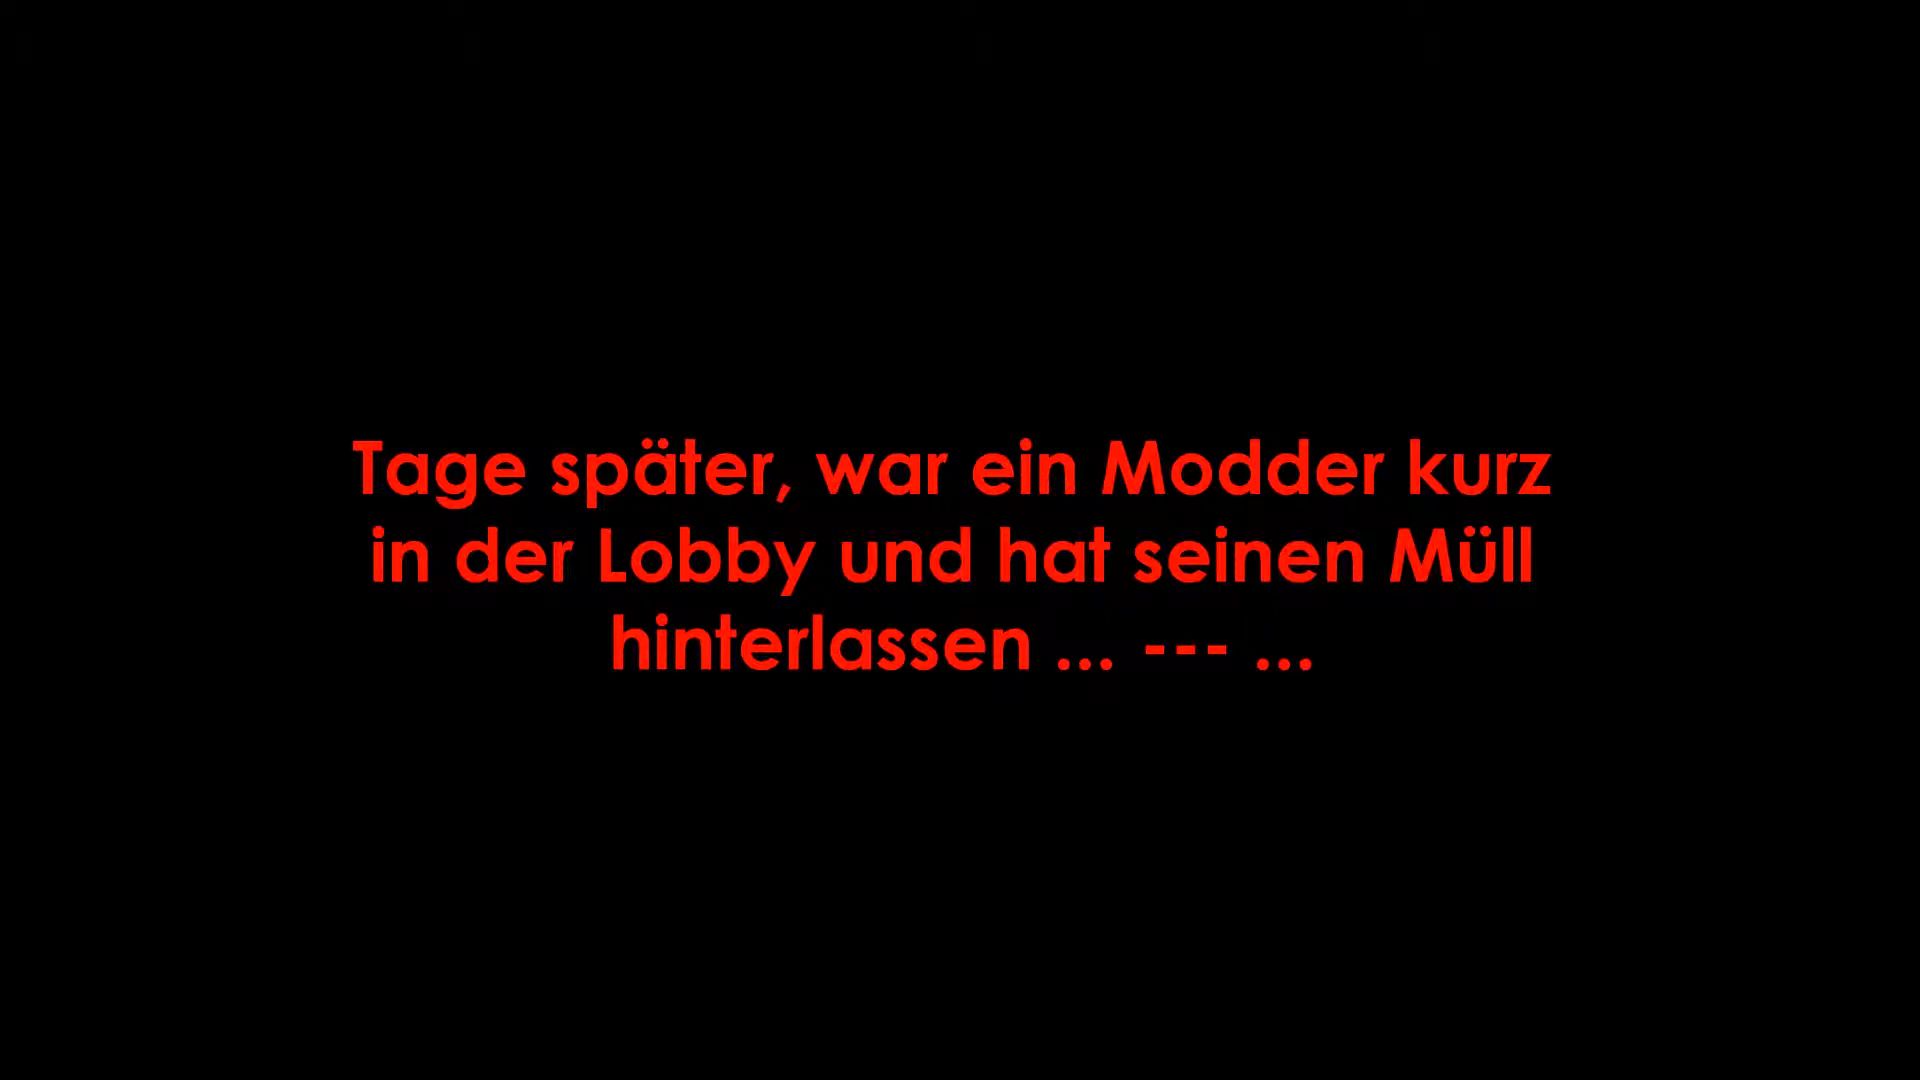 Tage später, war ein Modder kurz
in der Lobby und hat seinen Müll
hinterlassen ... --- ...